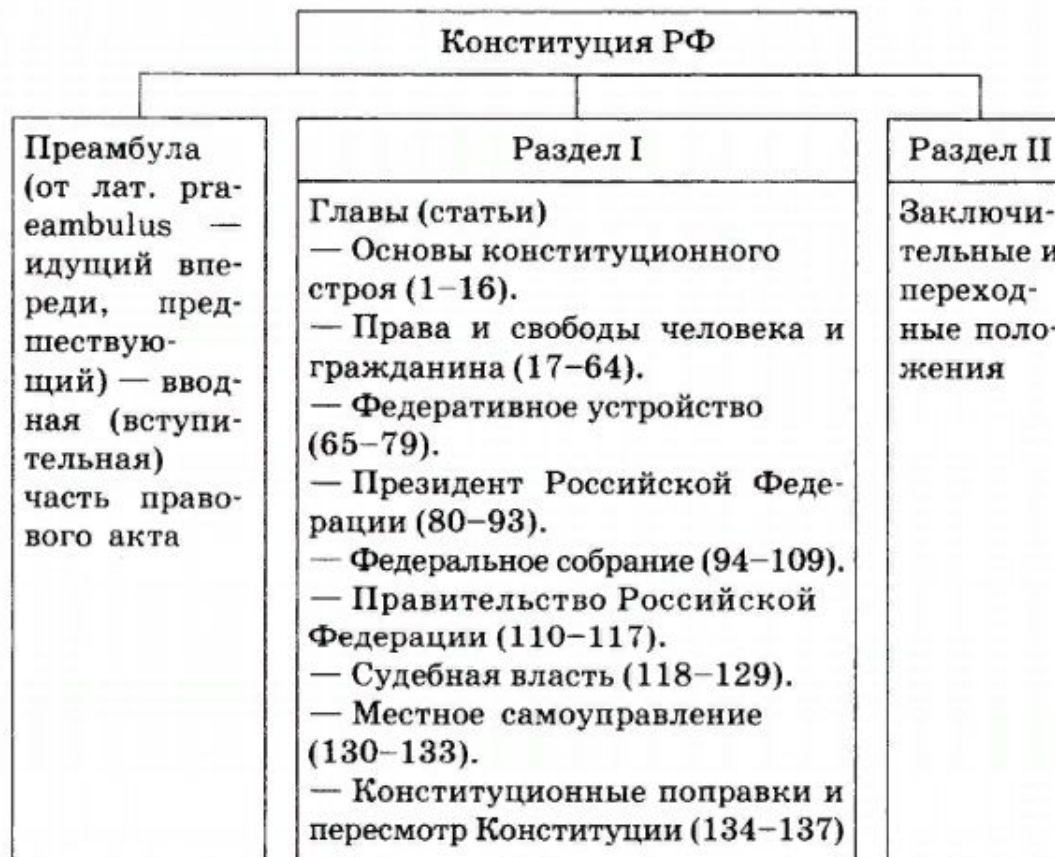 Конституция РФ
Преамбула
(от лат. pra-
eambulus —
идущий впе-
реди, пред-
шествую-
щий) — ввод-
ная (вступи-
тельная)
часть право-
вого акта
Раздел I
Главы (статьи)
— Основы конституционного
строя (1–16).
— Права и свободы человека и
гражданина (17–64).
— Федеративное устройство
(65–79).
— Президент Российской Феде-
рации (80–93).
— Федеральное собрание (94–109).
— Правительство Российской
Федерации (110–117).
— Судебная власть (118–129).
— Местное самоуправление
(130–133).
— Конституционные поправки и
пересмотр Конституции (134–137)
Раздел II
Заключи-
тельные и
переход-
ные поло-
жения